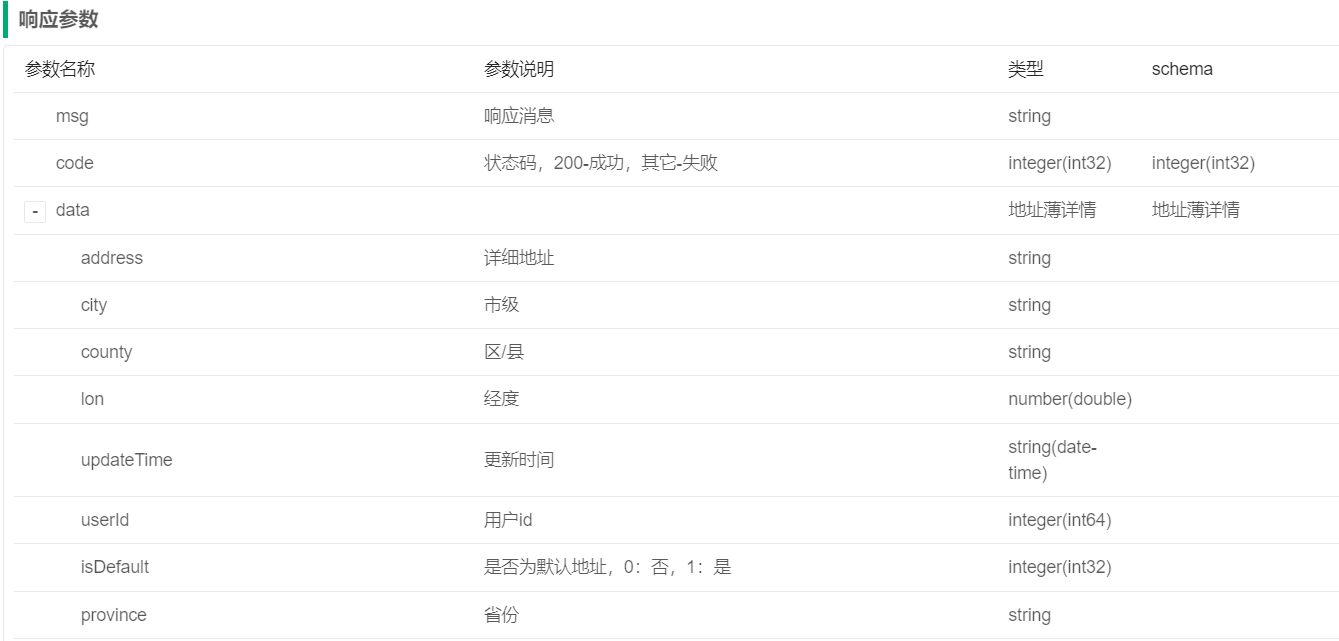 响应参数
参数名称 参数说明 类型 schema
msg 响应消息 string
code 状态码，200-成功，其它-失败 integer(int32) integer(int32)
- data 地址薄详情 地址薄详情
address 详细地址 string
city 市级 string
county 区/县 string
lon 经度 number(double)
updateTime 更新时间 string(date-
time)
userId 用户id integer(int64)
isDefault 是否为默认地址，0：否，1：是 integer(int32)
province 省份 string